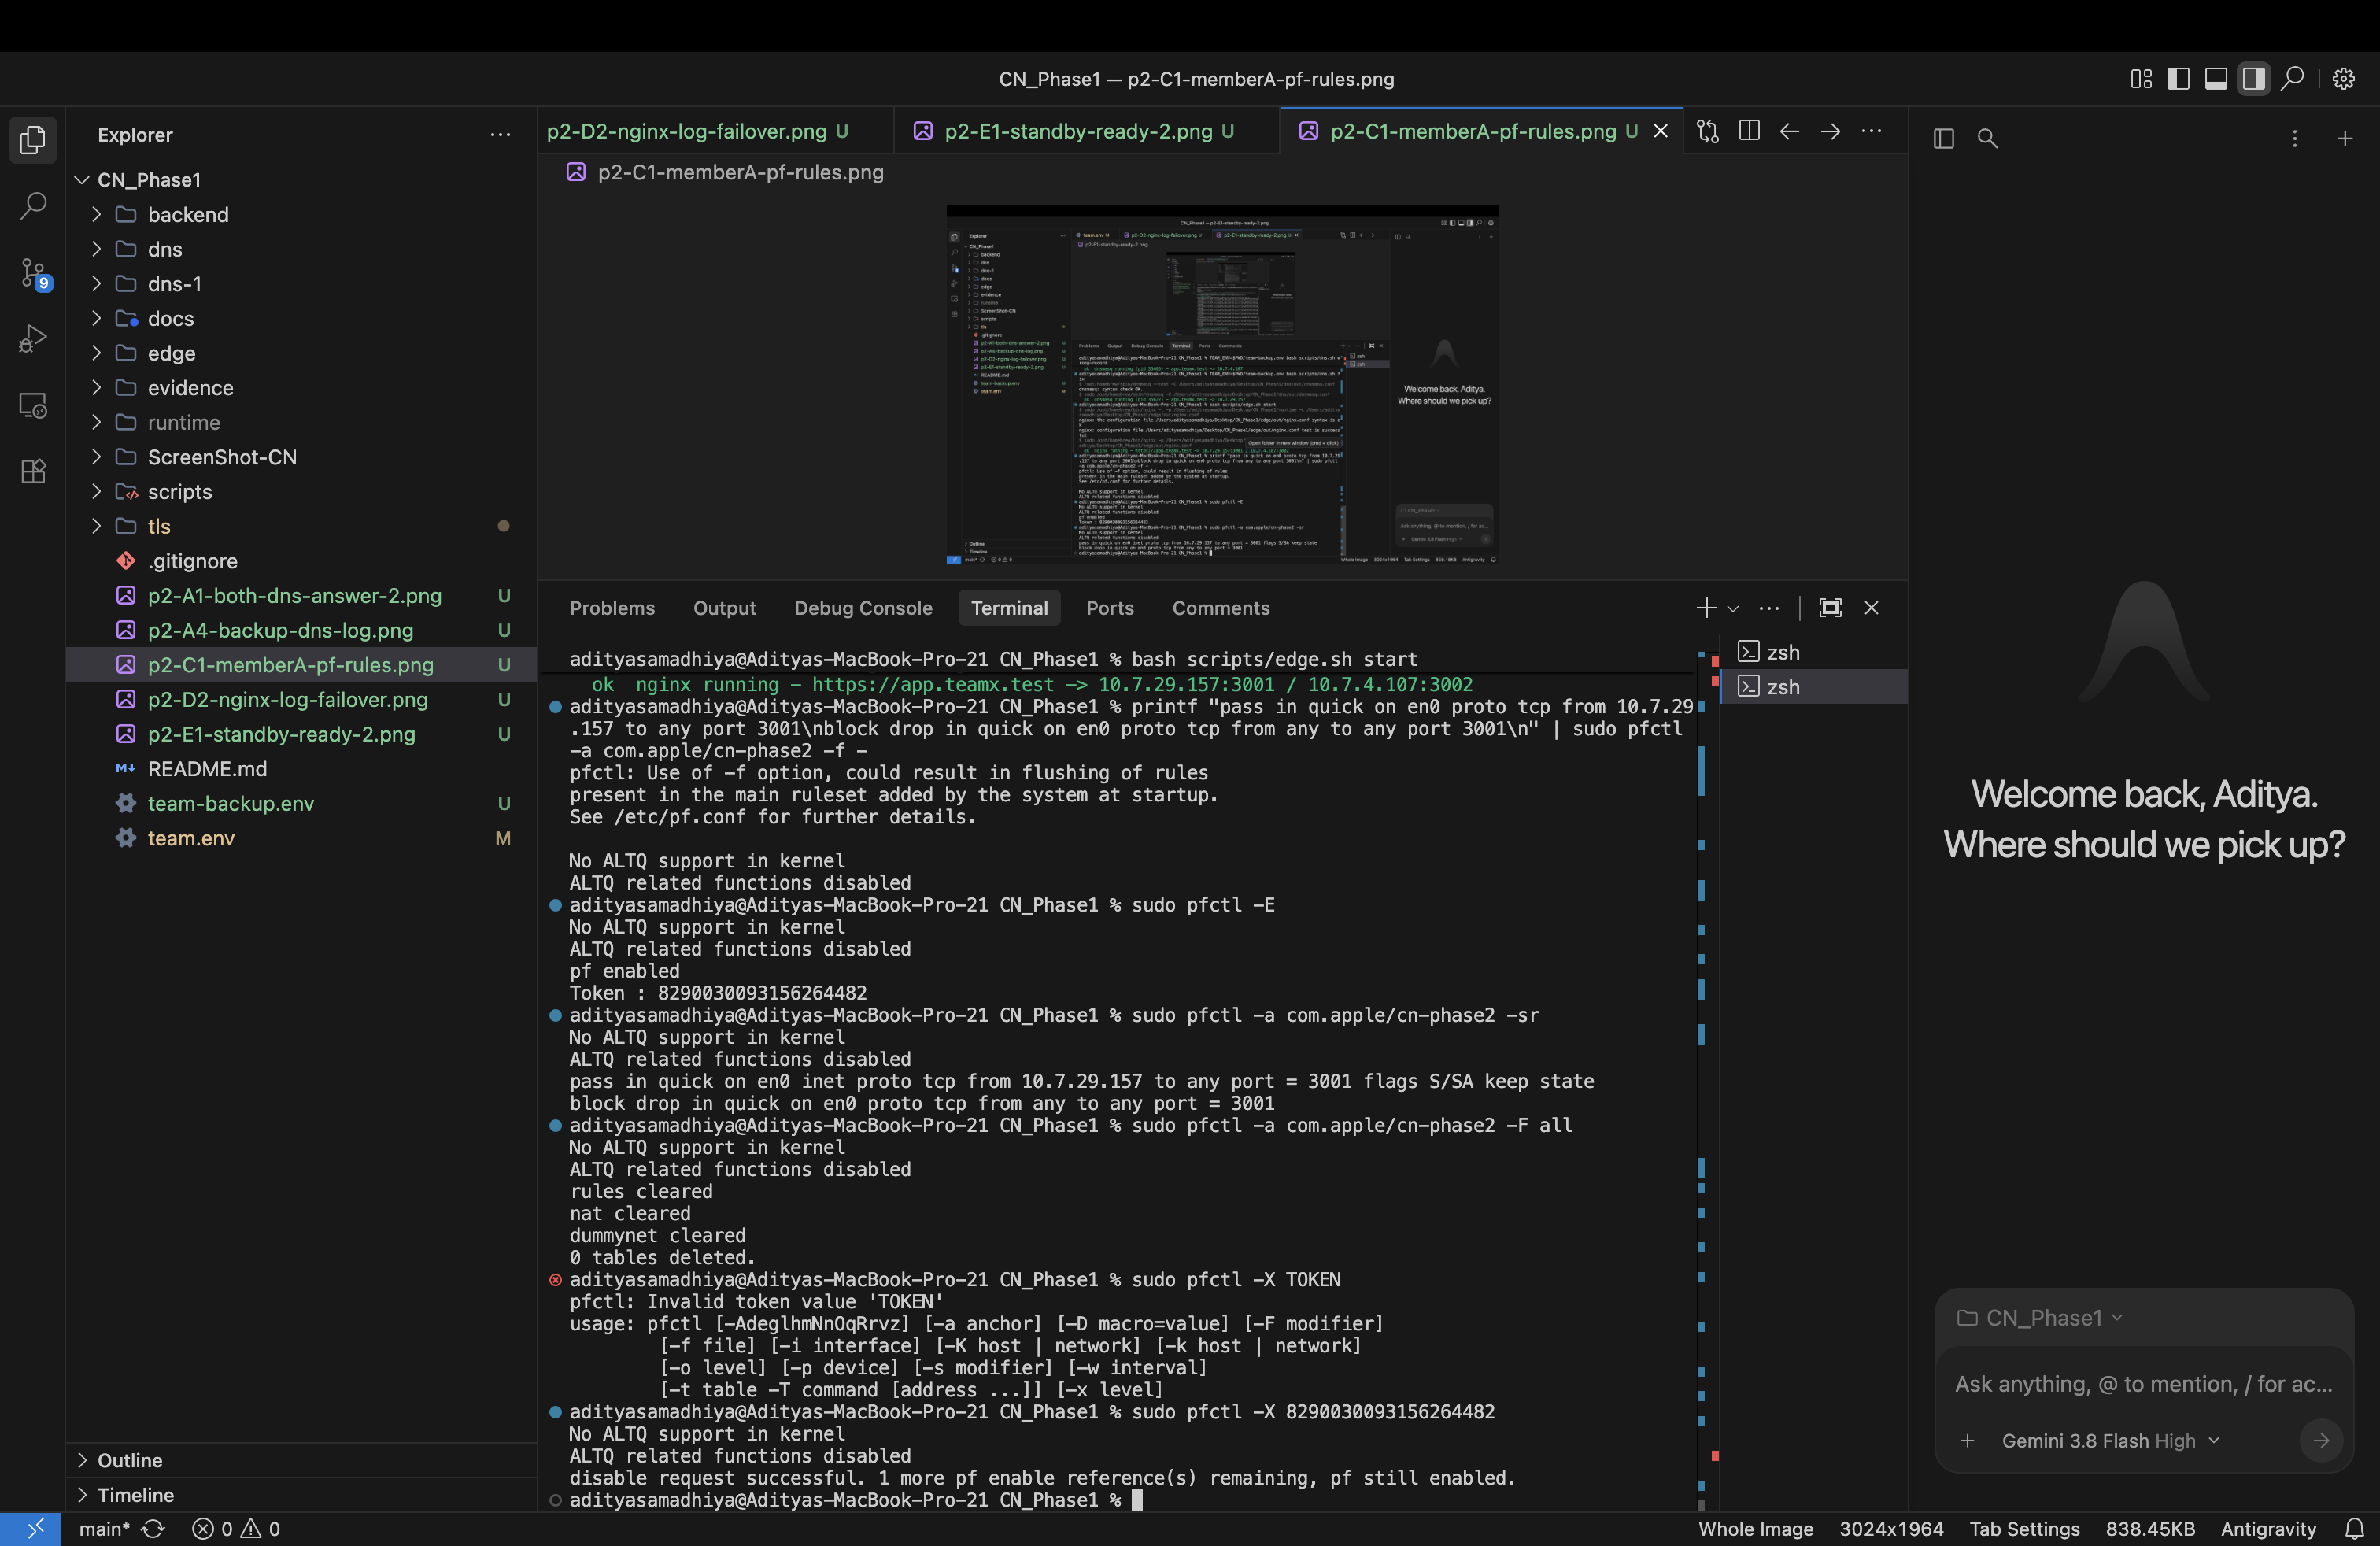 CN_Phase1 — p2-C1-memberA-pf-rules.png
Explorer
CN_Phase1
backend
dns
dns-1
docs
edge
evidence
runtime
ScreenShot-CN
scripts
tls
.gitignore
p2-A1-both-dns-answer-2.png U
p2-A4-backup-dns-log.png U
p2-C1-memberA-pf-rules.png U
p2-D2-nginx-log-failover.png U
p2-E1-standby-ready-2.png U
README.md
team-backup.env U
team.env M
Outline
Timeline
9
p2-D2-nginx-log-failover.png U
p2-E1-standby-ready-2.png U
p2-C1-memberA-pf-rules.png U
p2-C1-memberA-pf-rules.png
Problems Output Debug Console Terminal Ports Comments
adityasamadhiya@Adityas-MacBook-Pro-21 CN_Phase1 % bash scripts/edge.sh start
ok nginx running - https://app.teamx.test -> 10.7.29.157:3001 / 10.7.4.107:3002
adityasamadhiya@Adityas-MacBook-Pro-21 CN_Phase1 % printf "pass in quick on en0 proto tcp from 10.7.29
.157 to any port 3001\nblock drop in quick on en0 proto tcp from any to any port 3001\n" | sudo pfctl
-a com.apple/cn-phase2 -f -
pfctl: Use of -f option, could result in flushing of rules
present in the main ruleset added by the system at startup.
See /etc/pf.conf for further details.
No ALTQ support in kernel
ALTQ related functions disabled
adityasamadhiya@Adityas-MacBook-Pro-21 CN_Phase1 % sudo pfctl -E
No ALTQ support in kernel
ALTQ related functions disabled
pf enabled
Token : 8290030093156264482
adityasamadhiya@Adityas-MacBook-Pro-21 CN_Phase1 % sudo pfctl -a com.apple/cn-phase2 -sr
No ALTQ support in kernel
ALTQ related functions disabled
pass in quick on en0 inet proto tcp from 10.7.29.157 to any port = 3001 flags S/SA keep state
block drop in quick on en0 proto tcp from any to any port = 3001
adityasamadhiya@Adityas-MacBook-Pro-21 CN_Phase1 % sudo pfctl -a com.apple/cn-phase2 -F all
No ALTQ support in kernel
ALTQ related functions disabled
rules cleared
nat cleared
dummynet cleared
0 tables deleted.
adityasamadhiya@Adityas-MacBook-Pro-21 CN_Phase1 % sudo pfctl -X TOKEN
pfctl: Invalid token value 'TOKEN'
usage: pfctl [-AdeglhmNnOqRrvz] [-a anchor] [-D macro=value] [-F modifier]
[-f file] [-i interface] [-K host | network] [-k host | network]
[-o level] [-p device] [-s modifier] [-w interval]
[-t table -T command [address ...]] [-x level]
adityasamadhiya@Adityas-MacBook-Pro-21 CN_Phase1 % sudo pfctl -X 8290030093156264482
No ALTQ support in kernel
ALTQ related functions disabled
disable request successful. 1 more pf enable reference(s) remaining, pf still enabled.
adityasamadhiya@Adityas-MacBook-Pro-21 CN_Phase1 %
zsh
zsh
Welcome back, Aditya.
Where should we pick up?
CN_Phase1
Ask anything, @ to mention, / for ac...
Gemini 3.8 Flash High
main* 0 0
Whole Image 3024x1964 Tab Settings 838.45KB Antigravity